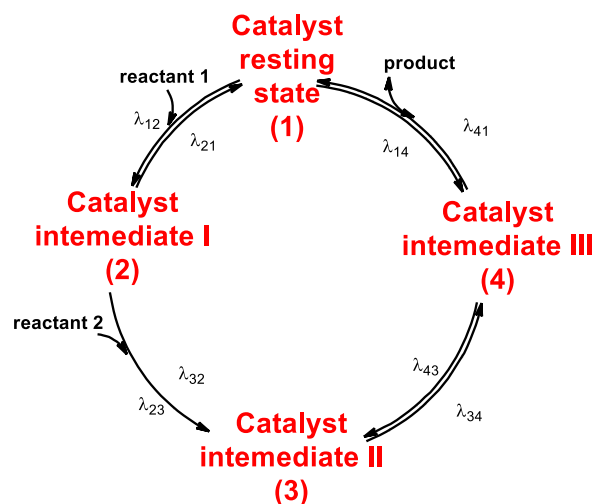 Catalyst
resting
state
(1)
reactant 1
product
λ12
λ21
λ14
λ41
Catalyst
intemediate I
(2)
Catalyst
intemediate III
(4)
reactant 2
λ32
λ23
λ43
λ34
Catalyst
intemediate II
(3)